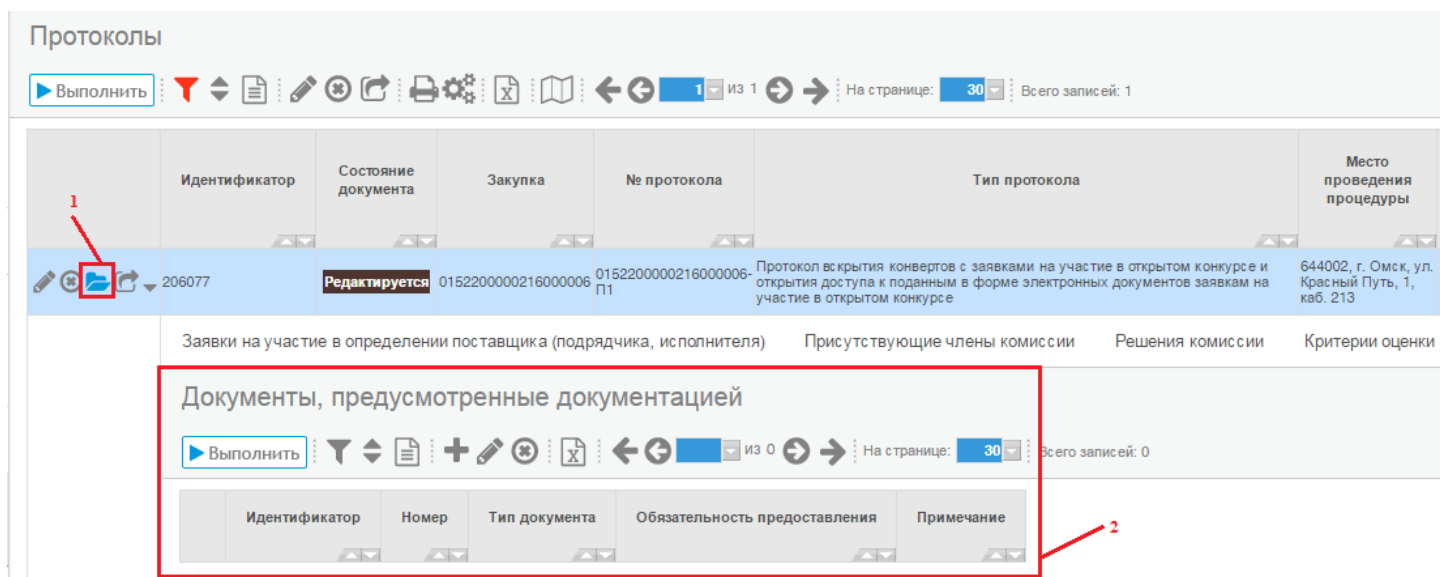 Протоколы
Выполнить 1 из 1 На странице: 30 Всего записей: 1
Идентификатор Состояние документа Закупка № протокола Тип протокола Место проведения процедуры
1
206077 Редактируется 0152200000216000006 0152200000216000006-П1 Протокол вскрытия конвертов с заявками на участие в открытом конкурсе и открытия доступа к поданным в форме электронных документов заявкам на участие в открытом конкурсе 644002, г. Омск, ул. Красный Путь, 1, каб. 213
Заявки на участие в определении поставщика (подрядчика, исполнителя) Присутствующие члены комиссии Решения комиссии Критерии оценки
Документы, предусмотренные документацией
Выполнить из 0 На странице: 30 Всего записей: 0
Идентификатор Номер Тип документа Обязательность предоставления Примечание
2